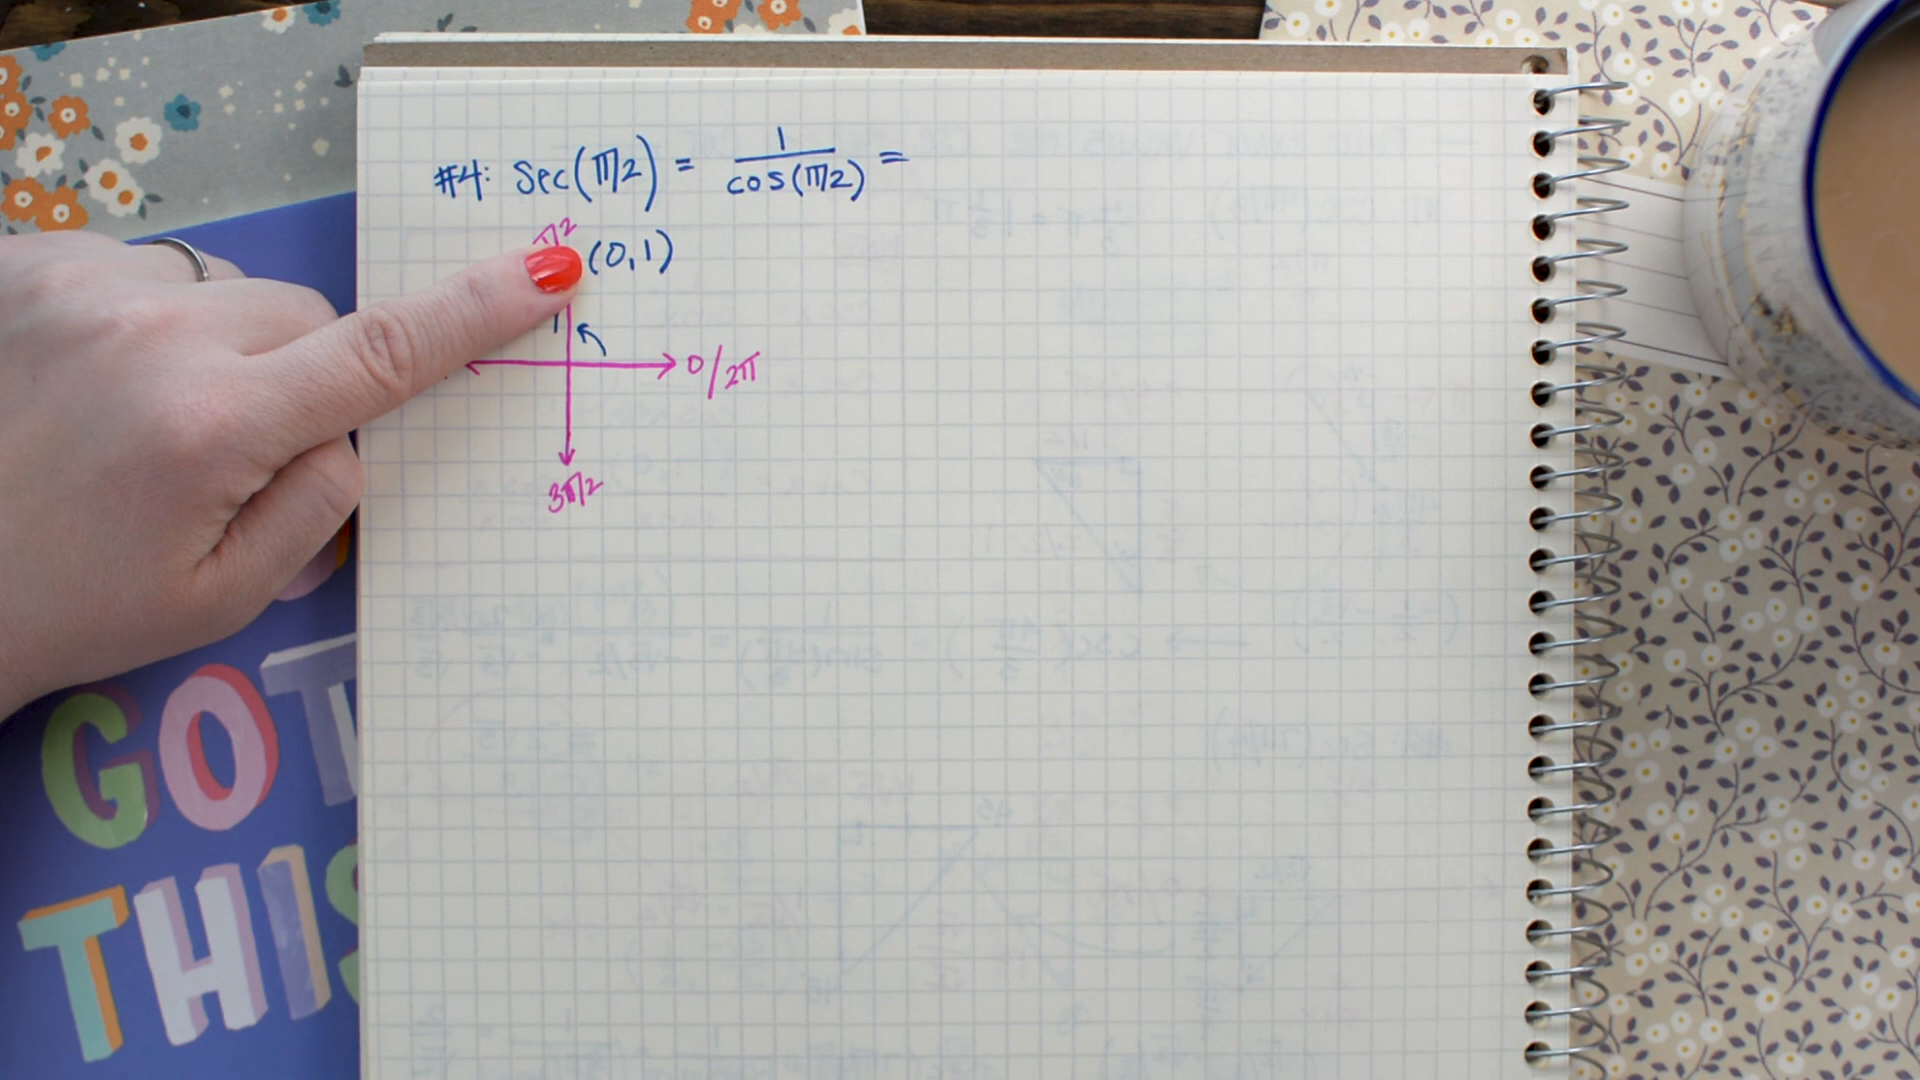 #4: Sec(π/2) = 1/cos(π/2) =
π/2
(0,1)
1
0/2π
3π/2
GOT
THIS